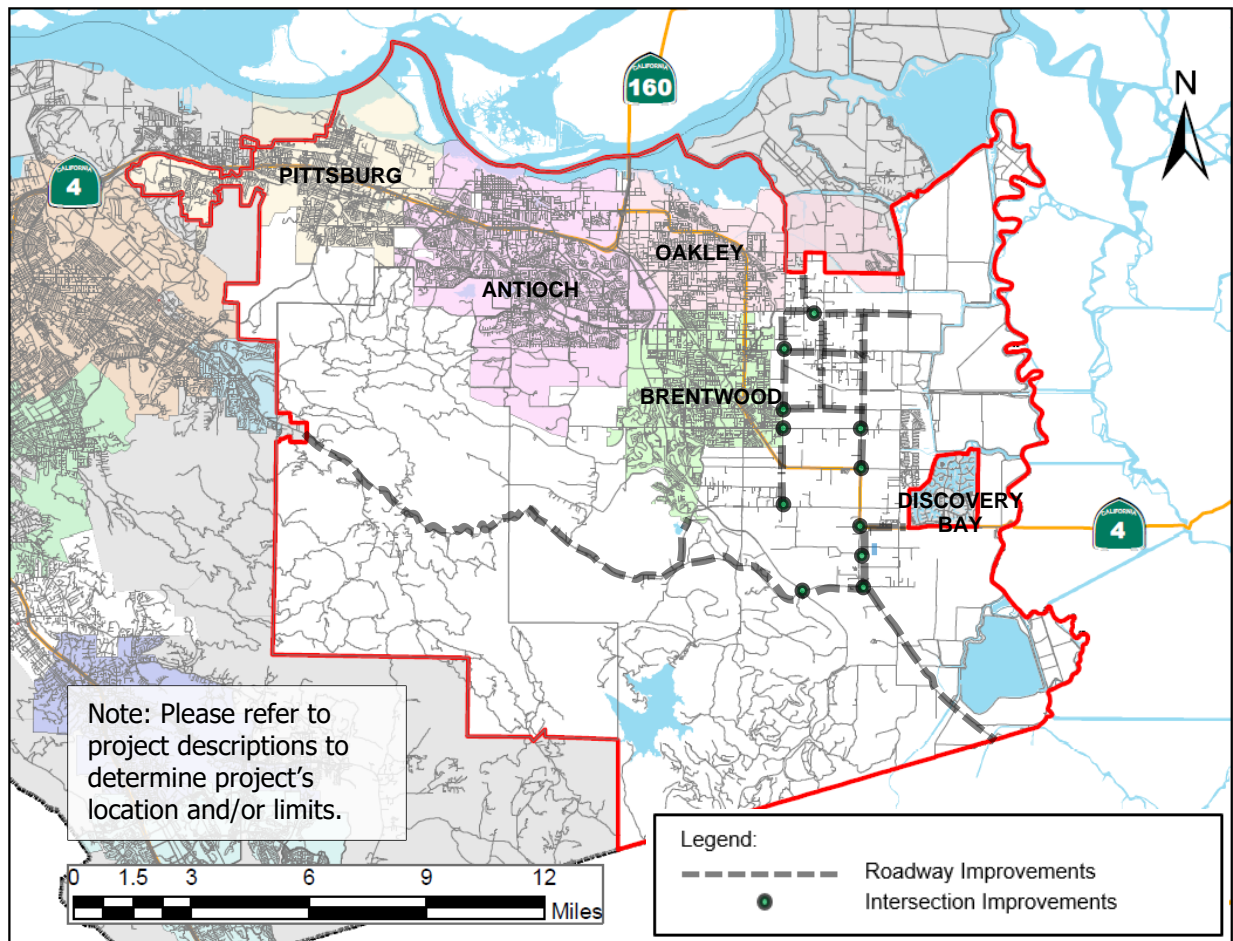 CALIFORNIA
160
N
CALIFORNIA
4
PITTSBURG
OAKLEY
ANTIOCH
BRENTWOOD
DISCOVERY
BAY
CALIFORNIA
4
Note: Please refer to
project descriptions to
determine project's
location and/or limits.
Legend:
Roadway Improvements
Intersection Improvements
0 1.5 3 6 9 12
Miles